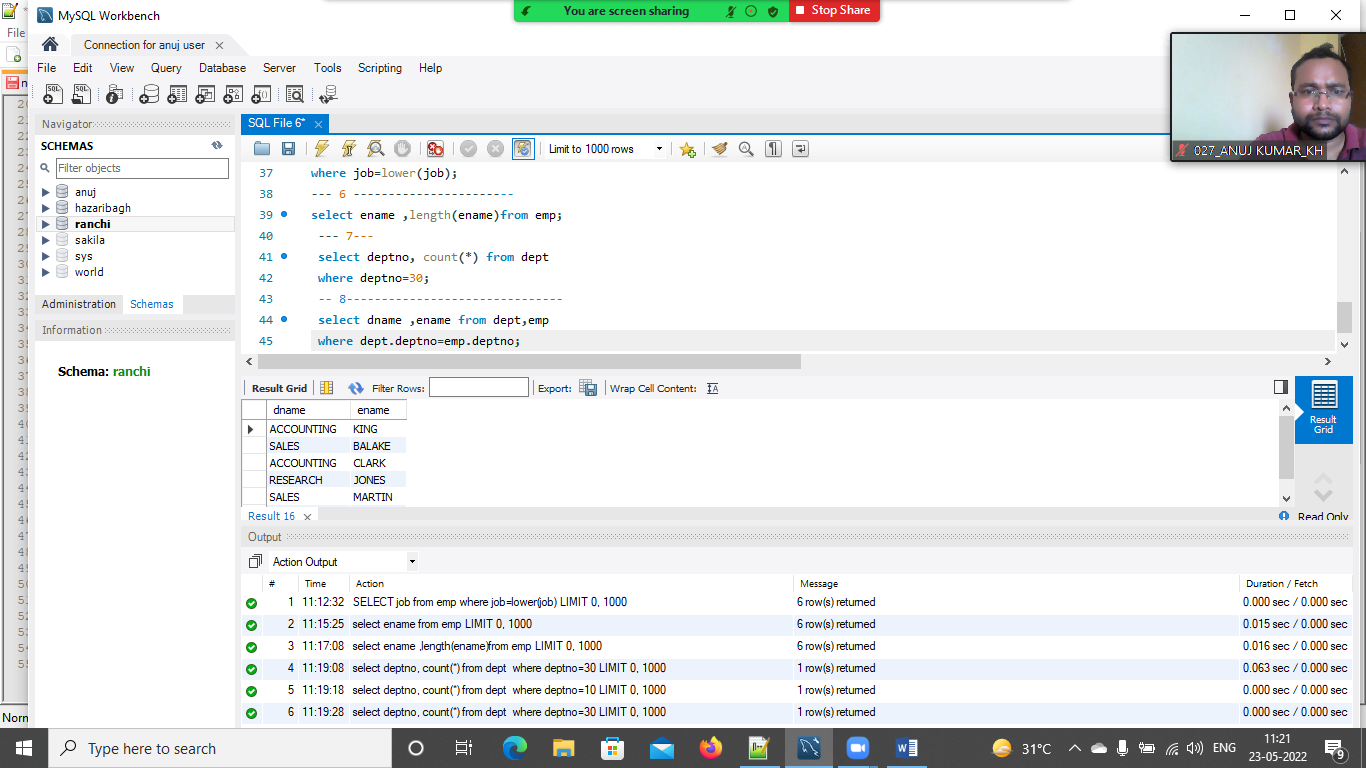 MySQL Workbench
You are screen sharing
Stop Share
File
Connection for anuj user
File Edit View Query Database Server Tools Scripting Help
Navigator
SQL File 6*
SCHEMAS
Filter objects
Limit to 1000 rows
027_ANUJ KUMAR_KH
anuj
hazaribagh
ranchi
sakila
sys
world
Administration Schemas
Information
Schema: ranchi
37 where job=lower(job);
38 --- 6 -----------------------
39 select ename ,length(ename)from emp;
40 --- 7---
41 select deptno, count(*) from dept
42 where deptno=30;
43 -- 8-------------------------------
44 select dname ,ename from dept,emp
45 where dept.deptno=emp.deptno;
Result Grid Filter Rows: Export: Wrap Cell Content:
dname ename
ACCOUNTING KING
SALES BALAKE
ACCOUNTING CLARK
RESEARCH JONES
SALES MARTIN
Result Grid
Result 16
Read Only
Output
Action Output
# Time Action Message Duration / Fetch
1 11:12:32 SELECT job from emp where job=lower(job) LIMIT 0, 1000 6 row(s) returned 0.000 sec / 0.000 sec
2 11:15:25 select ename from emp LIMIT 0, 1000 6 row(s) returned 0.015 sec / 0.000 sec
3 11:17:08 select ename ,length(ename)from emp LIMIT 0, 1000 6 row(s) returned 0.016 sec / 0.000 sec
4 11:19:08 select deptno, count(*) from dept where deptno=30 LIMIT 0, 1000 1 row(s) returned 0.063 sec / 0.000 sec
5 11:19:18 select deptno, count(*) from dept where deptno=10 LIMIT 0, 1000 1 row(s) returned 0.000 sec / 0.000 sec
6 11:19:28 select deptno, count(*) from dept where deptno=30 LIMIT 0, 1000 1 row(s) returned 0.000 sec / 0.000 sec
Norn
Type here to search
31°C
ENG
11:21
23-05-2022
9